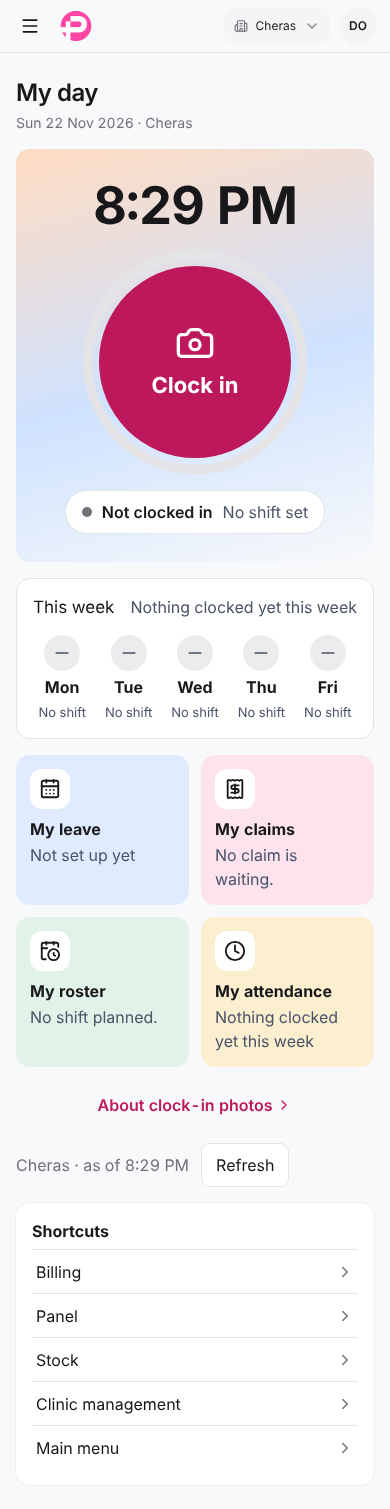 Cheras
DO
My day
Sun 22 Nov 2026 · Cheras
8:29 PM
Clock in
Not clocked in No shift set
This week Nothing clocked yet this week
Mon Tue Wed Thu Fri
No shift No shift No shift No shift No shift
My leave
Not set up yet
My claims
No claim is
waiting.
My roster
No shift planned.
My attendance
Nothing clocked
yet this week
About clock-in photos
Cheras · as of 8:29 PM Refresh
Shortcuts
Billing
Panel
Stock
Clinic management
Main menu